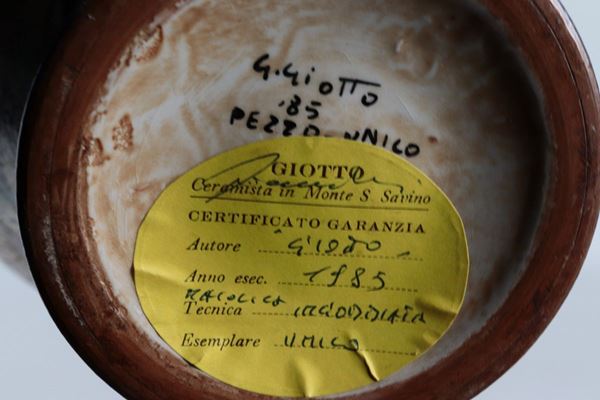 G. GIOTTO
'85
PEZZO UNICO
GIOTTO
Ceramista in Monte S. Savino
CERTIFICATO GARANZIA
Autore "GIOTTO"
Anno esec. 1985
MAIOLICA
Tecnica
Esemplare UNICO